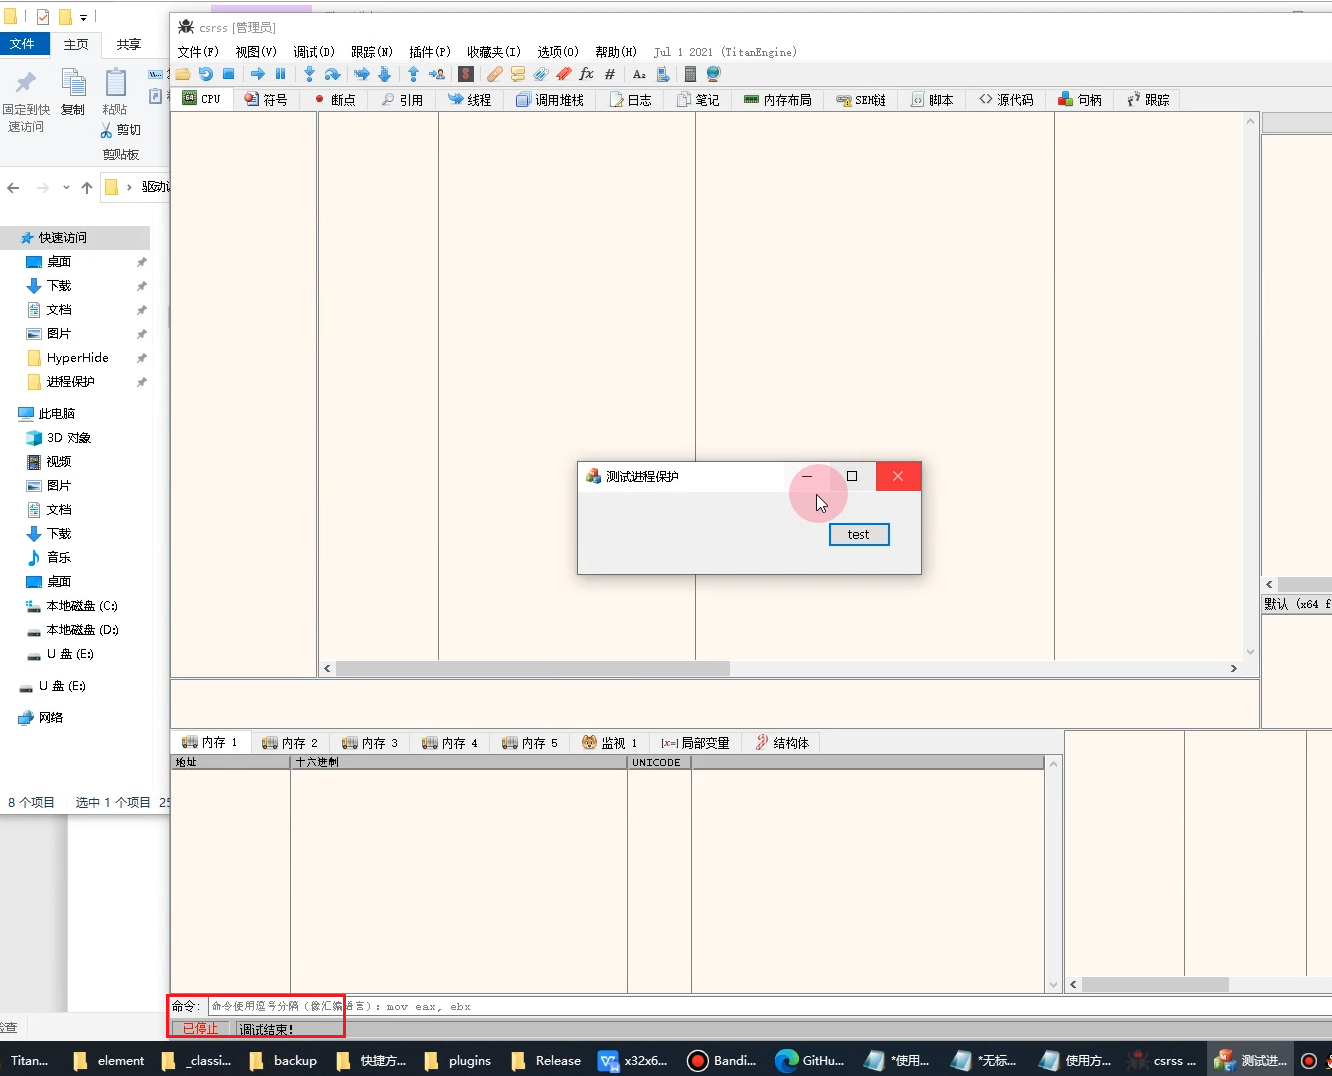 csrss [管理员]
文件(F) 视图(V) 调试(D) 跟踪(N) 插件(P) 收藏夹(I) 选项(O) 帮助(H) Jul 1 2021 (TitanEngine)
CPU 符号 断点 引用 线程 调用堆栈 日志 笔记 内存布局 SEH链 脚本 源代码 句柄 跟踪
文件 主页 共享
固定到快
速访问
复制
粘贴
剪切
剪贴板
快速访问
桌面
下载
文档
图片
HyperHide
进程保护
此电脑
3D 对象
视频
图片
文档
下载
音乐
桌面
本地磁盘 (C:)
本地磁盘 (D:)
U 盘 (E:)
U 盘 (E:)
网络
8 个项目 选中 1 个项目
测试进程保护
test
默认 (x64 f
内存 1 内存 2 内存 3 内存 4 内存 5 监视 1 [x=] 局部变量 结构体
地址 十六进制 UNICODE
命令: 命令使用逗号分隔 (像汇编语言): mov eax, ebx
已停止 调试结束!
Titan... element _classi... backup 快捷方... plugins Release x32x6... Bandi... GitHu... *使用... *无标... 使用方... csrss ... 测试进...